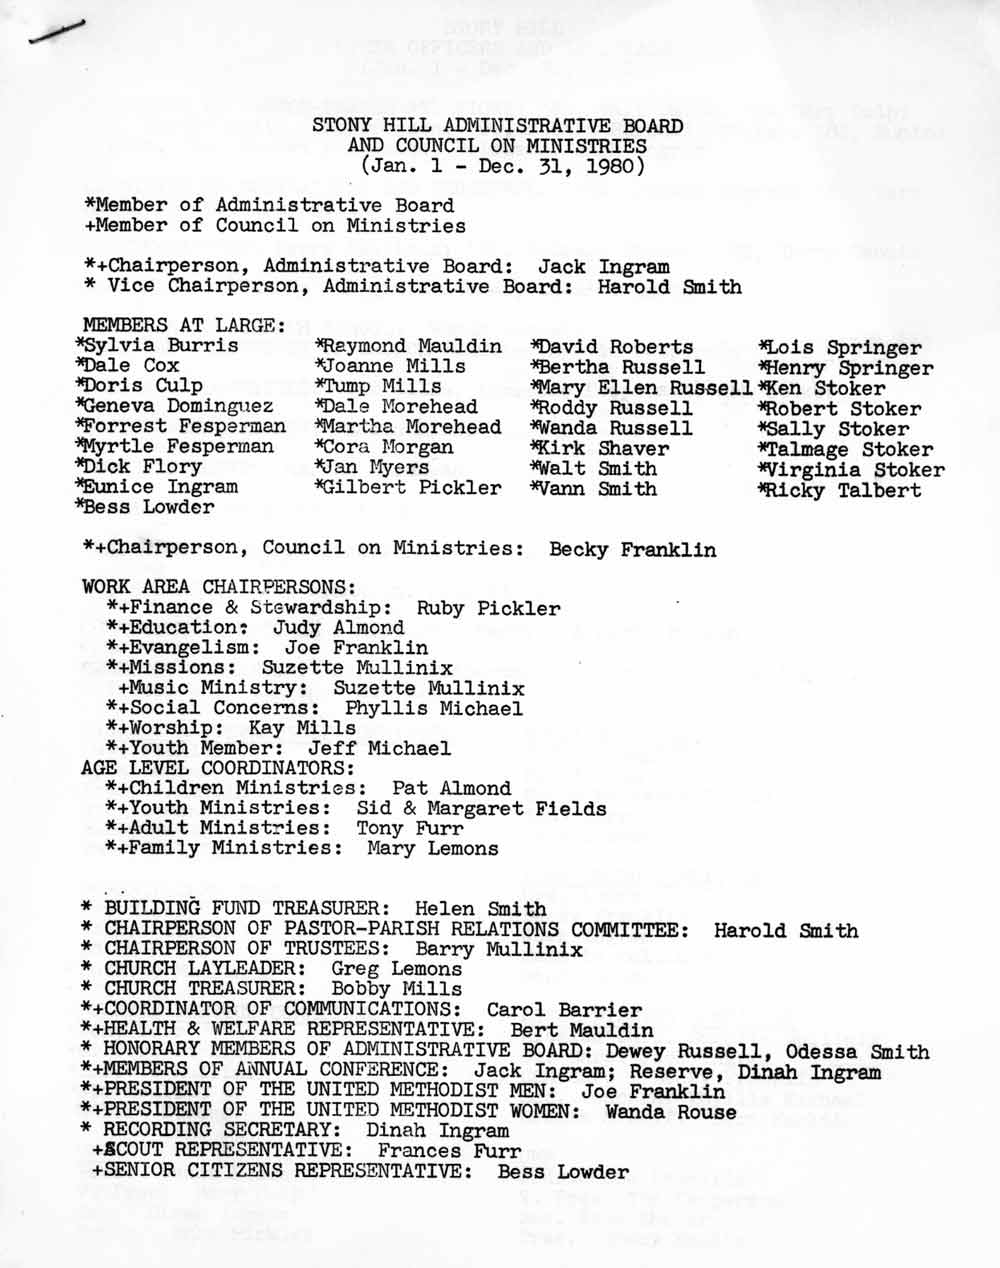 STONY HILL ADMINISTRATIVE BOARD
AND COUNCIL ON MINISTRIES
(Jan. 1 - Dec. 31, 1980)
*Member of Administrative Board
+Member of Council on Ministries
*+Chairperson, Administrative Board: Jack Ingram
* Vice Chairperson, Administrative Board: Harold Smith
MEMBERS AT LARGE:
*Sylvia Burris *Raymond Mauldin *David Roberts *Lois Springer
*Dale Cox *Joanne Mills *Bertha Russell *Henry Springer
*Doris Culp *Tump Mills *Mary Ellen Russell *Ken Stoker
*Geneva Dominguez *Dale Morehead *Roddy Russell *Robert Stoker
*Forrest Fesperman *Martha Morehead *Wanda Russell *Sally Stoker
*Myrtle Fesperman *Cora Morgan *Kirk Shaver *Talmage Stoker
*Dick Flory *Jan Myers *Walt Smith *Virginia Stoker
*Eunice Ingram *Gilbert Pickler *Vann Smith *Ricky Talbert
*Bess Lowder
*+Chairperson, Council on Ministries: Becky Franklin
WORK AREA CHAIRPERSONS:
*+Finance & Stewardship: Ruby Pickler
*+Education: Judy Almond
*+Evangelism: Joe Franklin
*+Missions: Suzette Mullinix
+Music Ministry: Suzette Mullinix
*+Social Concerns: Phyllis Michael
*+Worship: Kay Mills
*+Youth Member: Jeff Michael
AGE LEVEL COORDINATORS:
*+Children Ministries: Pat Almond
*+Youth Ministries: Sid & Margaret Fields
*+Adult Ministries: Tony Furr
*+Family Ministries: Mary Lemons
* BUILDING FUND TREASURER: Helen Smith
* CHAIRPERSON OF PASTOR-PARISH RELATIONS COMMITTEE: Harold Smith
* CHAIRPERSON OF TRUSTEES: Barry Mullinix
* CHURCH LAYLEADER: Greg Lemons
* CHURCH TREASURER: Bobby Mills
*+COORDINATOR OF COMMUNICATIONS: Carol Barrier
*+HEALTH & WELFARE REPRESENTATIVE: Bert Mauldin
* HONORARY MEMBERS OF ADMINISTRATIVE BOARD: Dewey Russell, Odessa Smith
*+MEMBERS OF ANNUAL CONFERENCE: Jack Ingram; Reserve, Dinah Ingram
*+PRESIDENT OF THE UNITED METHODIST MEN: Joe Franklin
*+PRESIDENT OF THE UNITED METHODIST WOMEN: Wanda Rouse
* RECORDING SECRETARY: Dinah Ingram
+SCOUT REPRESENTATIVE: Frances Furr
+SENIOR CITIZENS REPRESENTATIVE: Bess Lowder